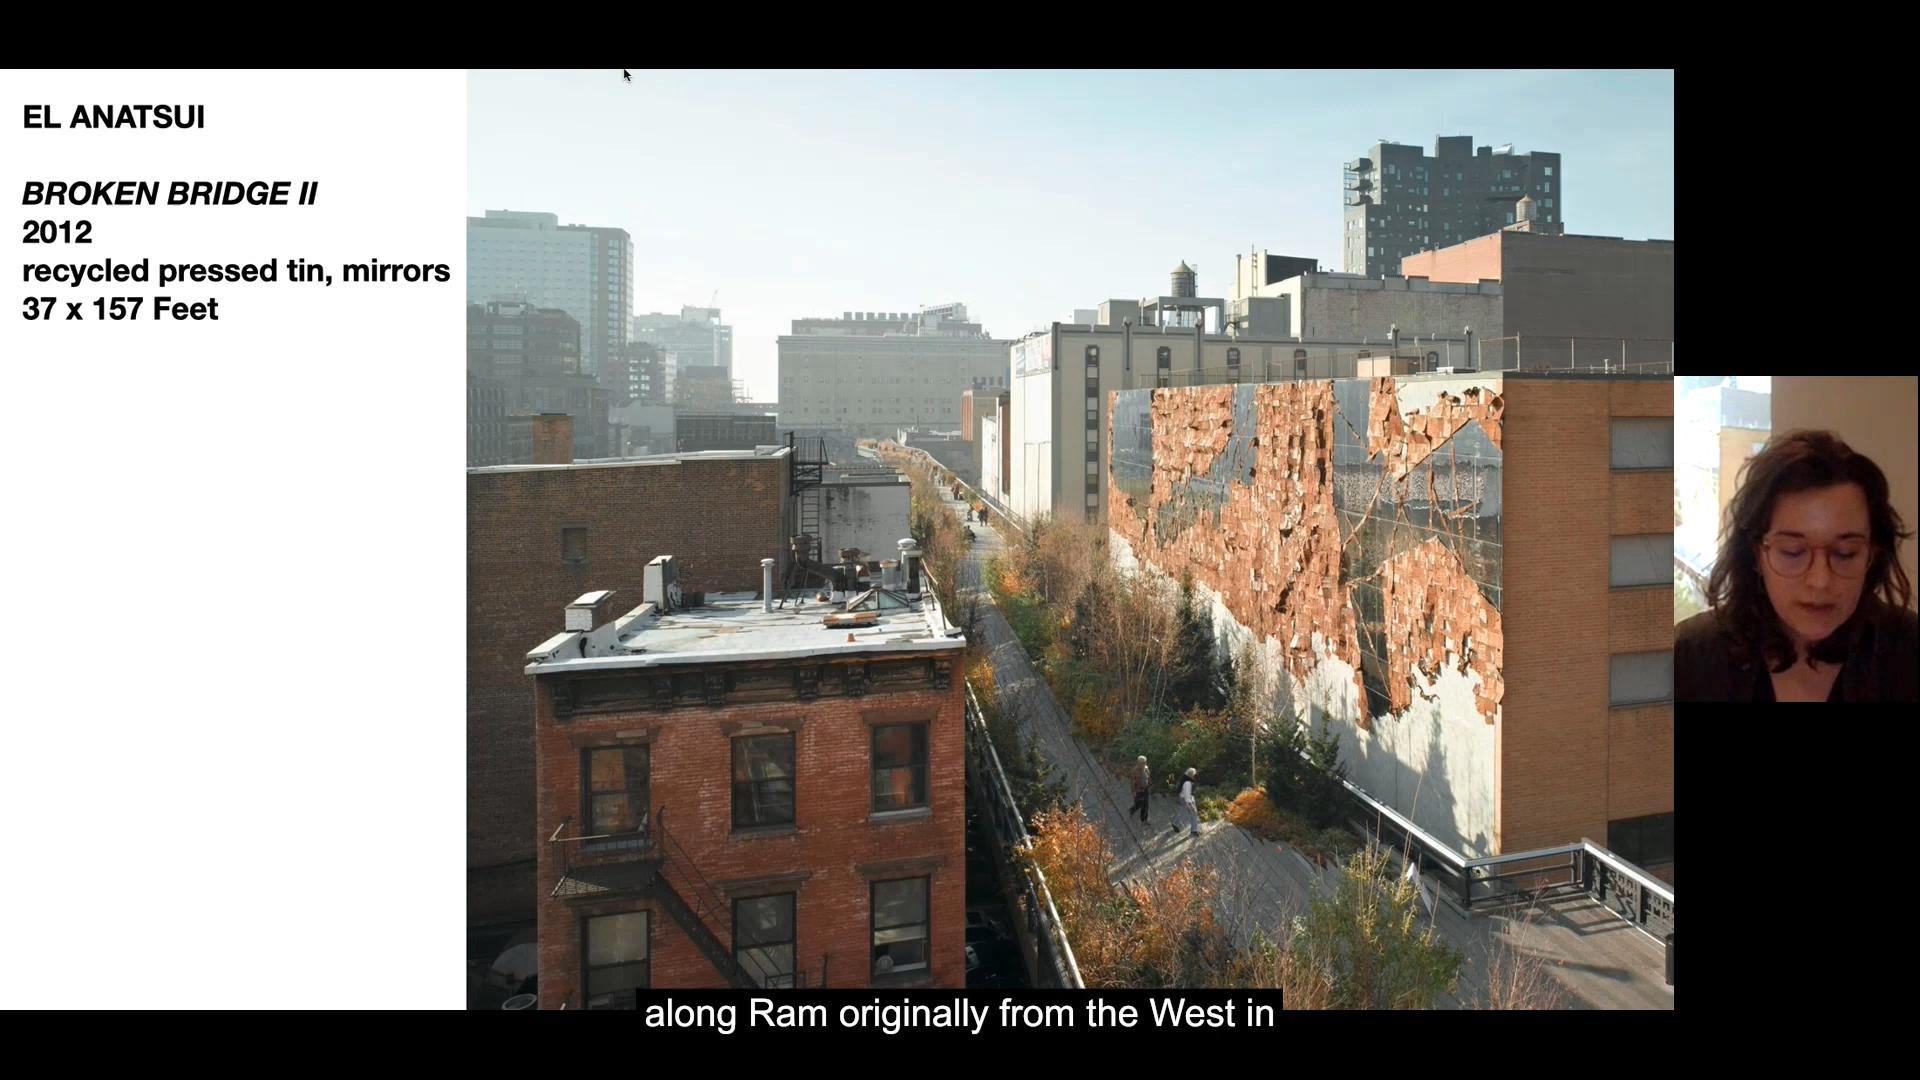 EL ANATSUI
BROKEN BRIDGE II
2012
recycled pressed tin, mirrors
37 x 157 Feet
along Ram originally from the West in